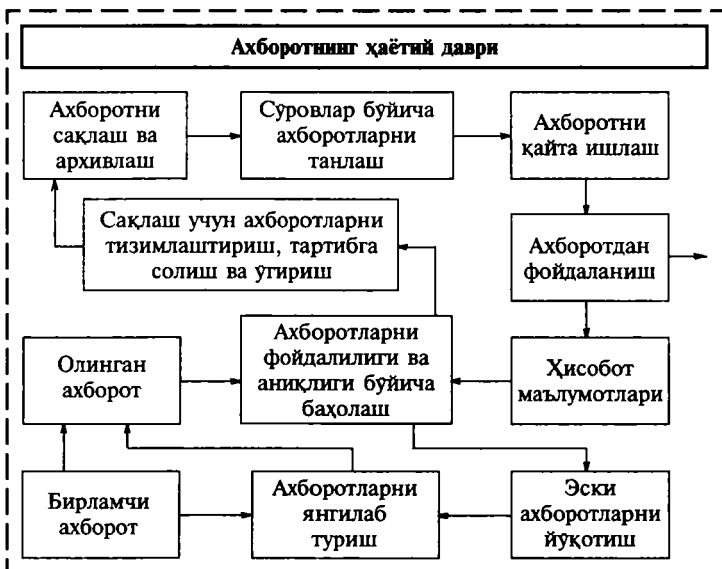 Ахборотнинг ҳаётий даври
Ахборотни
сақлаш ва
архивлаш
Сўровлар бўйича
ахборотларни
танлаш
Ахборотни
қайта ишлаш
Сақлаш учун ахборотларни
тизимлаштириш, тартибга
солиш ва ўгириш
Ахборотдан
фойдаланиш
Олинган
ахборот
Ахборотларни
фойдалилиги ва
аниқлиги бўйича
баҳолаш
Ҳисобот
маълумотлари
Бирламчи
ахборот
Ахборотларни
янгилаб
туриш
Эски
ахборотларни
йўқотиш